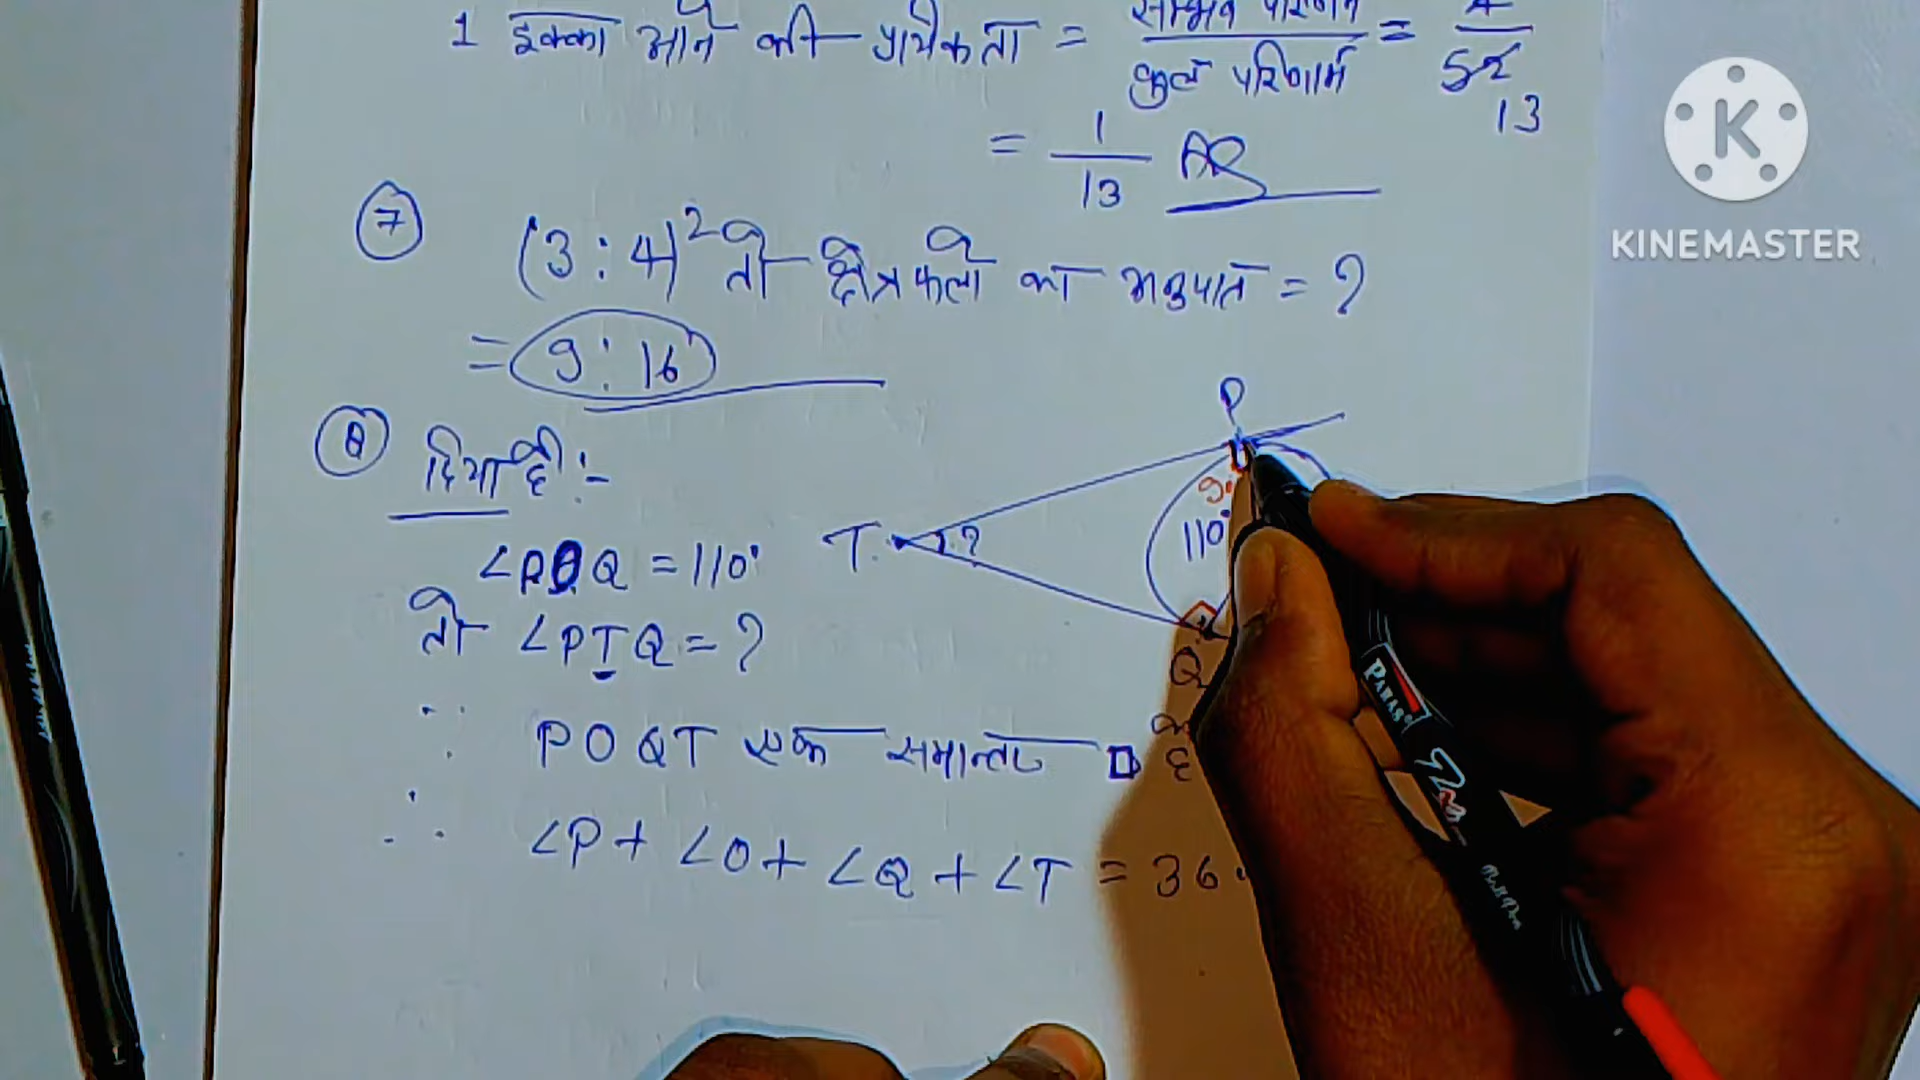 1 इक्का आने की प्रायिकता = सम्भव परिणाम / कुल परिणाम = 4 / 52 13
= 1/13
KINEMASTER
7 (3:4)² तो क्षेत्रफलो का अनुपात = ?
= 9:16
8 दिया है :-
∠POQ = 110°
तो ∠PTQ = ?
P
T ?
110°
Q
∵ POQT एक समान्तर □
∴ ∠P + ∠O + ∠Q + ∠T = 36
PARAS